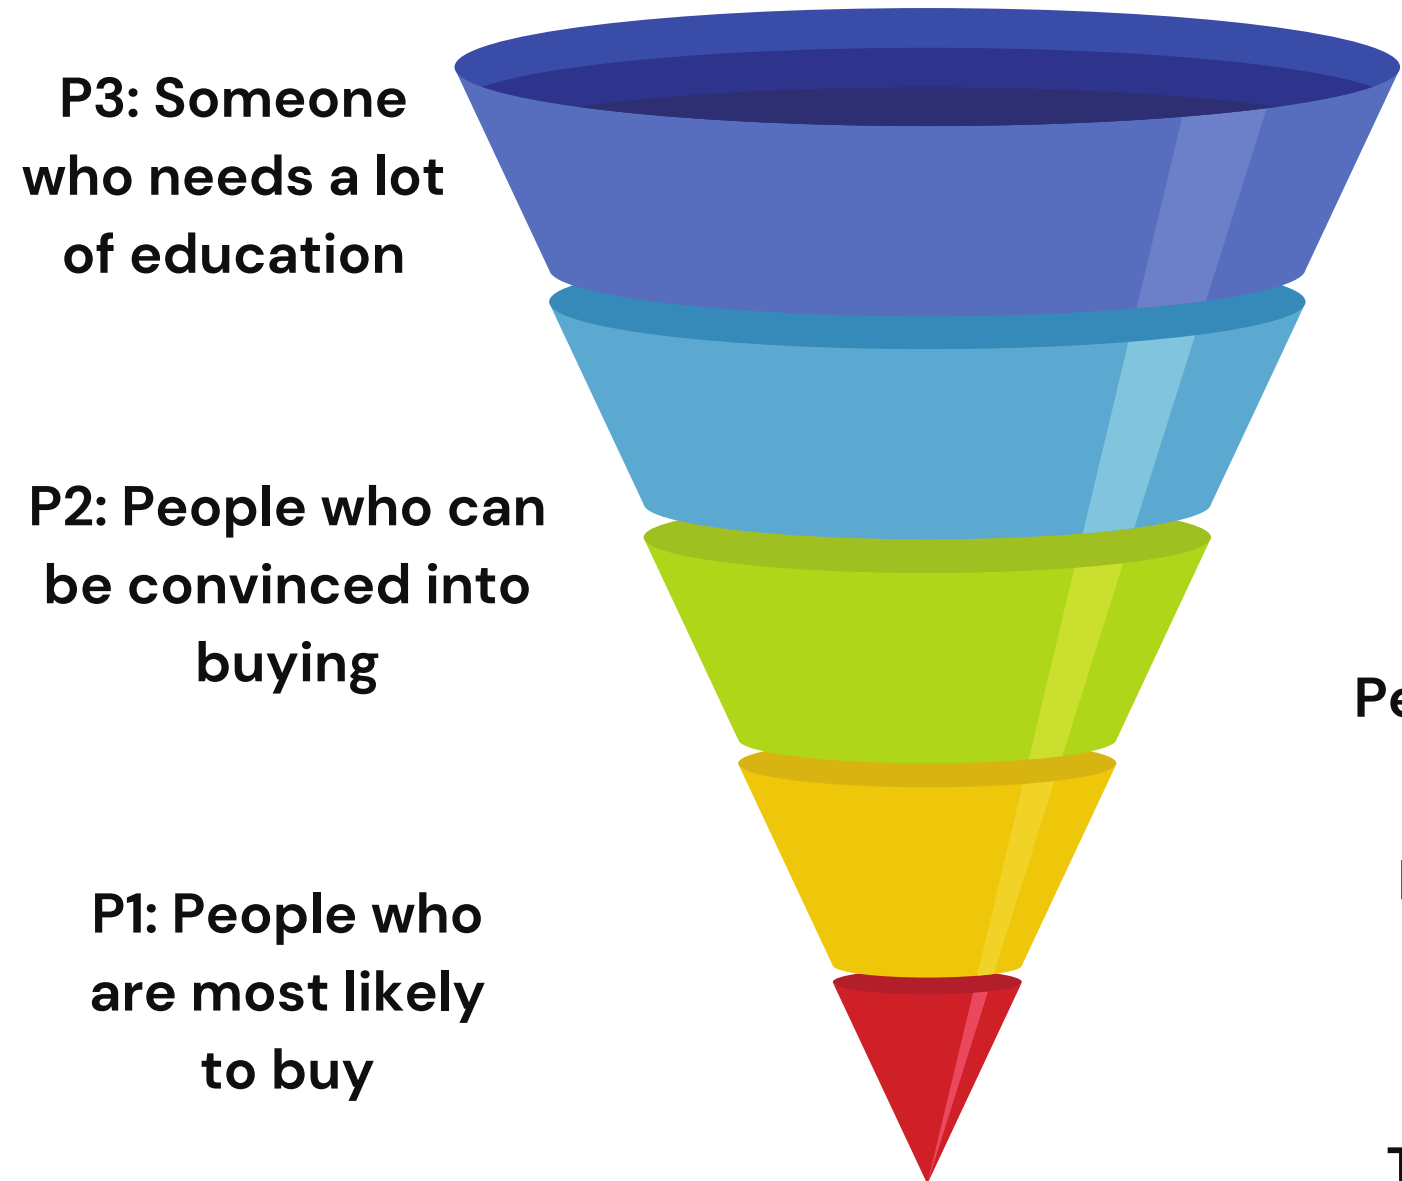 P3: Someone
who needs a lot
of education
P2: People who can
be convinced into
buying
P1: People who
are most likely
to buy